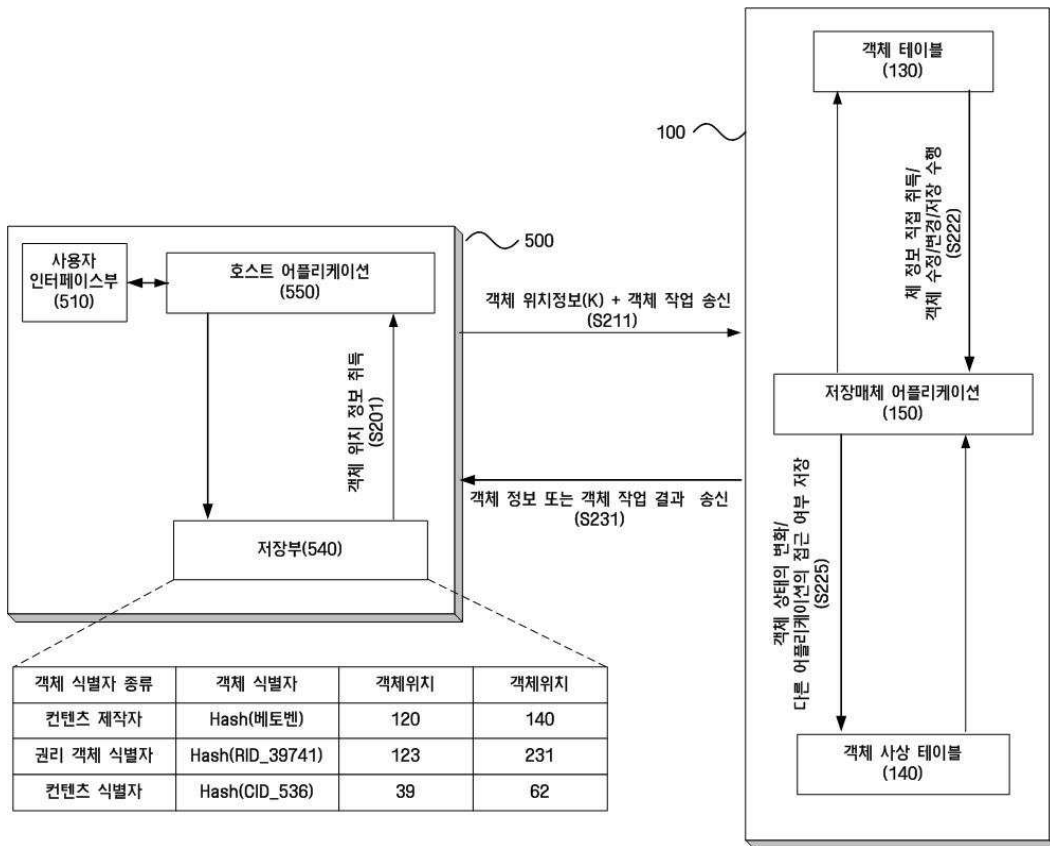 객체 테이블
(130)
100
체 정보 직접 취득/
객체 수정/변경/저장 수행
(S222)
500
사용자
인터페이스부
(510)
호스트 어플리케이션
(550)
객체 위치정보(K) + 객체 작업 송신
(S211)
객체 위치 정보 취득
(S201)
저장매체 어플리케이션
(150)
객체 정보 또는 객체 작업 결과 송신
(S231)
저장부(540)
객체 상태의 변화/
다른 어플리케이션의 접근 여부 저장
(S225)
객체 식별자 종류 객체 식별자 객체위치 객체위치
컨텐츠 제작자 Hash(베토벤) 120 140
권리 객체 식별자 Hash(RID_39741) 123 231
컨텐츠 식별자 Hash(CID_536) 39 62
객체 사상 테이블
(140)